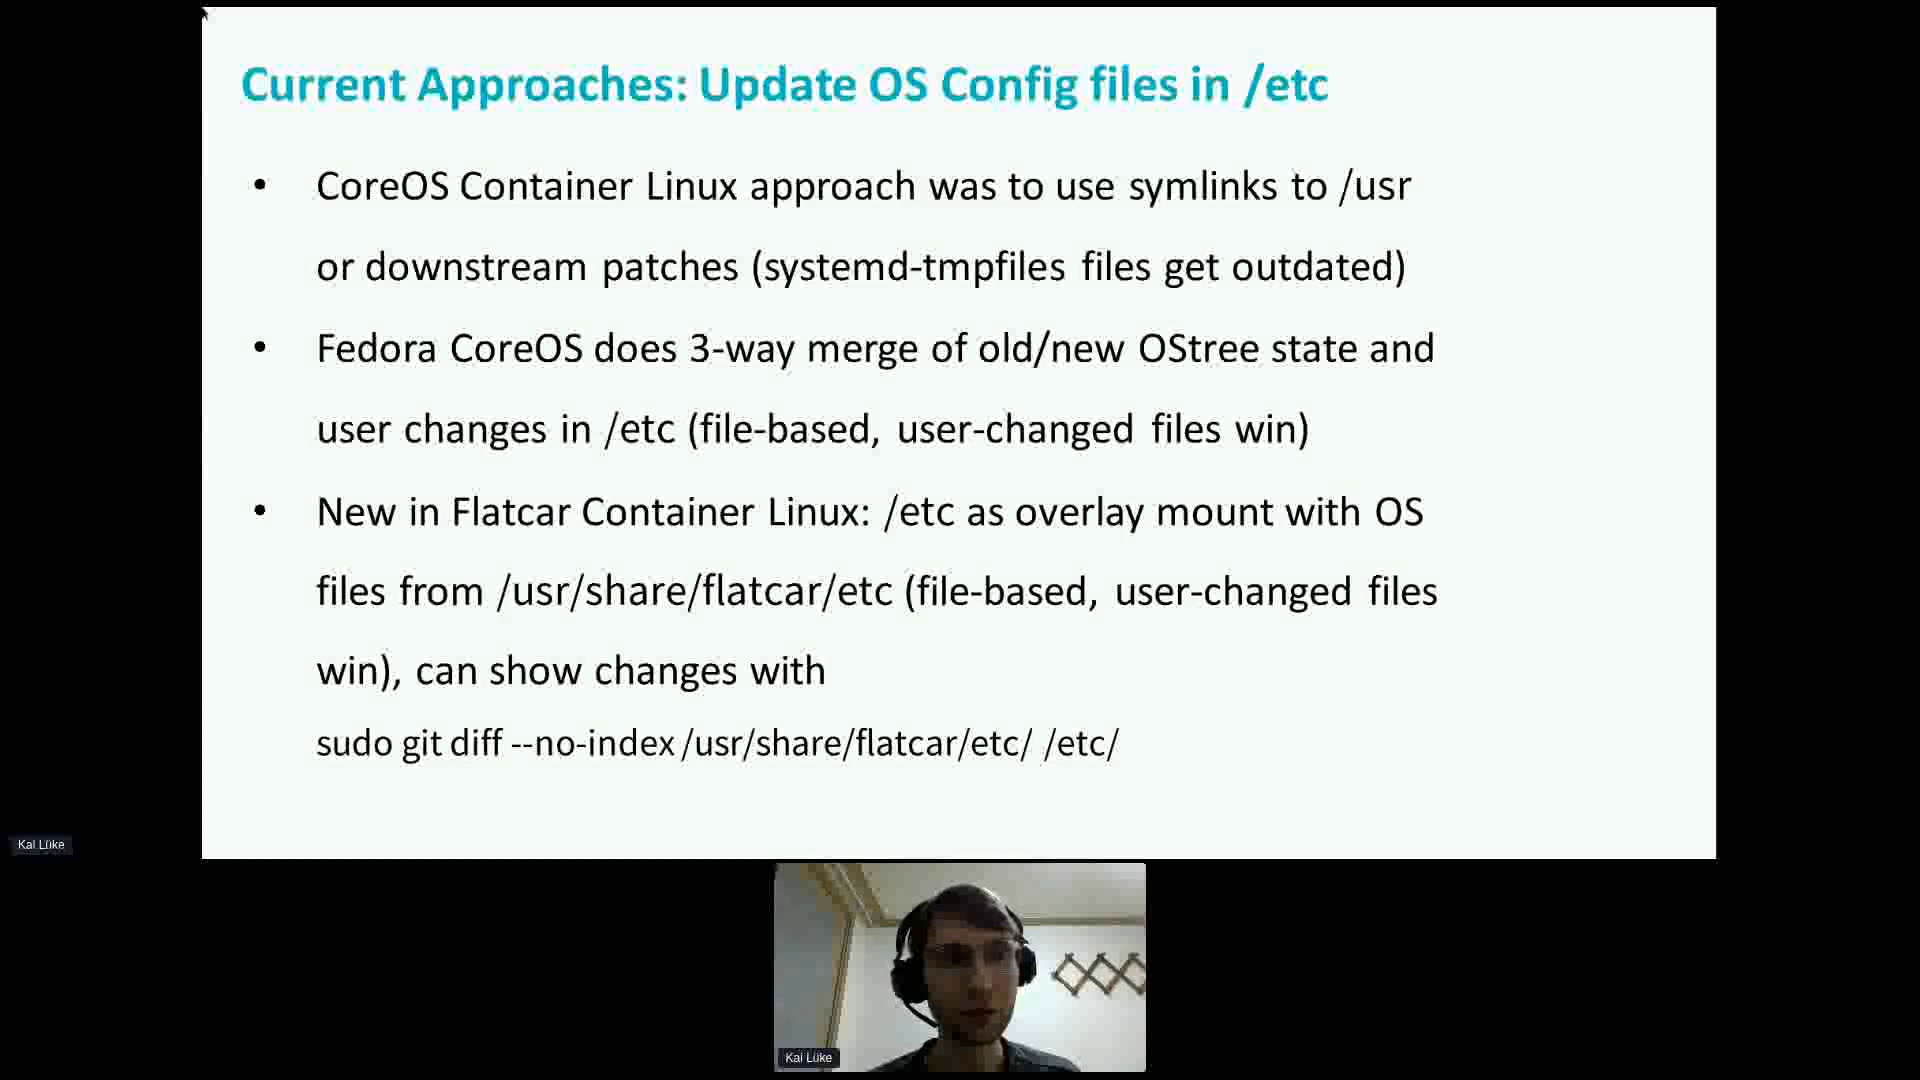 Current Approaches: Update OS Config files in /etc
• CoreOS Container Linux approach was to use symlinks to /usr
or downstream patches (systemd-tmpfiles files get outdated)
• Fedora CoreOS does 3-way merge of old/new OStree state and
user changes in /etc (file-based, user-changed files win)
• New in Flatcar Container Linux: /etc as overlay mount with OS
files from /usr/share/flatcar/etc (file-based, user-changed files
win), can show changes with
sudo git diff --no-index /usr/share/flatcar/etc/ /etc/
Kai Lüke
Kai Lüke